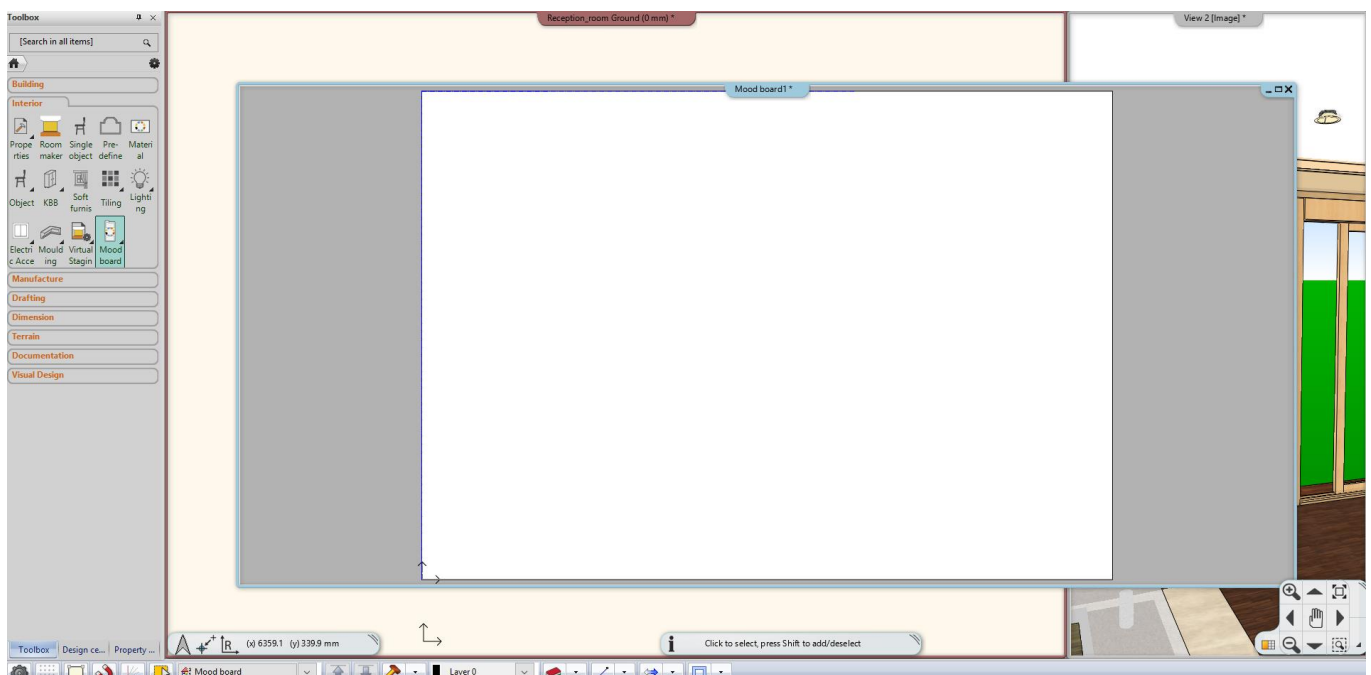 Toolbox
[Search in all items]
Building
Interior
Prope
rties
Room
maker
Single
object
Pre-
define
Materi
al
Object
KBB
Soft
furnis
Tiling
Lighti
ng
Electri
c Acce
Mould
ing
Virtual
Stagin
Mood
board
Manufacture
Drafting
Dimension
Terrain
Documentation
Visual Design
Toolbox
Design ce...
Property ...
Reception_room Ground (0 mm) *
View 2 [Image] *
Mood board1 *
R
(x) 6359.1 (y) 339.9 mm
i
Click to select, press Shift to add/deselect
Mood board
Layer 0